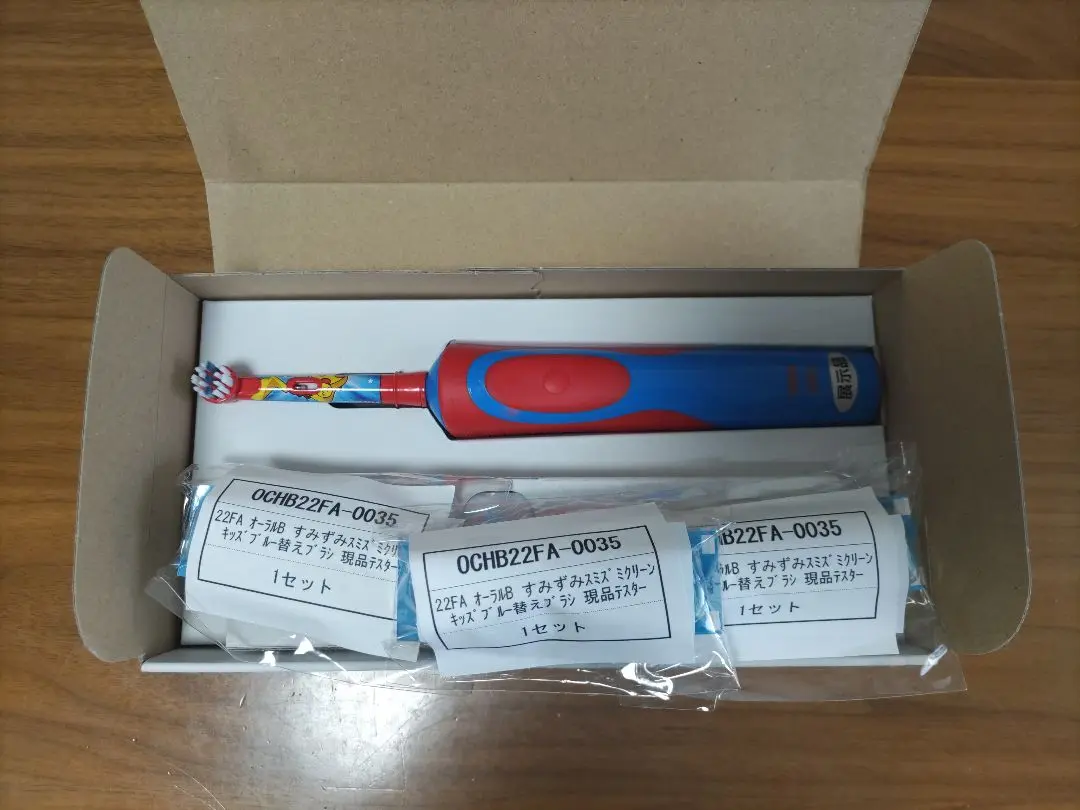 展示品
OCHB22FA-0035
22FA オーラルB すみずみスミズミクリ
キッズブルー替えブラシ 現品テスター
1セット
OCHB22FA-0035
22FA オーラルB すみずみスミズミクリーン
キッズブルー替えブラシ 現品テスター
1セット
HB22FA-0035
ラルB すみずみスミズミクリーン
ルー替えブラシ 現品テスター
1セット